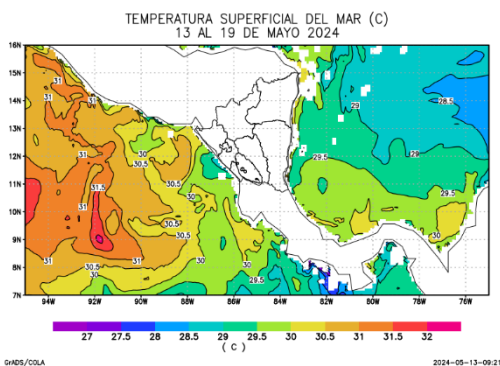 TEMPERATURA SUPERFICIAL DEL MAR (C)
13 AL 19 DE MAYO 2024
16N
15N
14N
13N
12N
11N
10N
9N
8N
7N
31
31
31
31.5
31
31
30.5
30
30.5
30.5
30
30.5
30.5
30
30
29.5
29
28.5
29
29.5
29.5
30
29.5
94W 92W 90W 88W 86W 84W 82W 80W 78W 76W
27 27.5 28 28.5 29 29.5 30 30.5 31 31.5 32
(C)
GrADS/COLA 2024-05-13-09:21